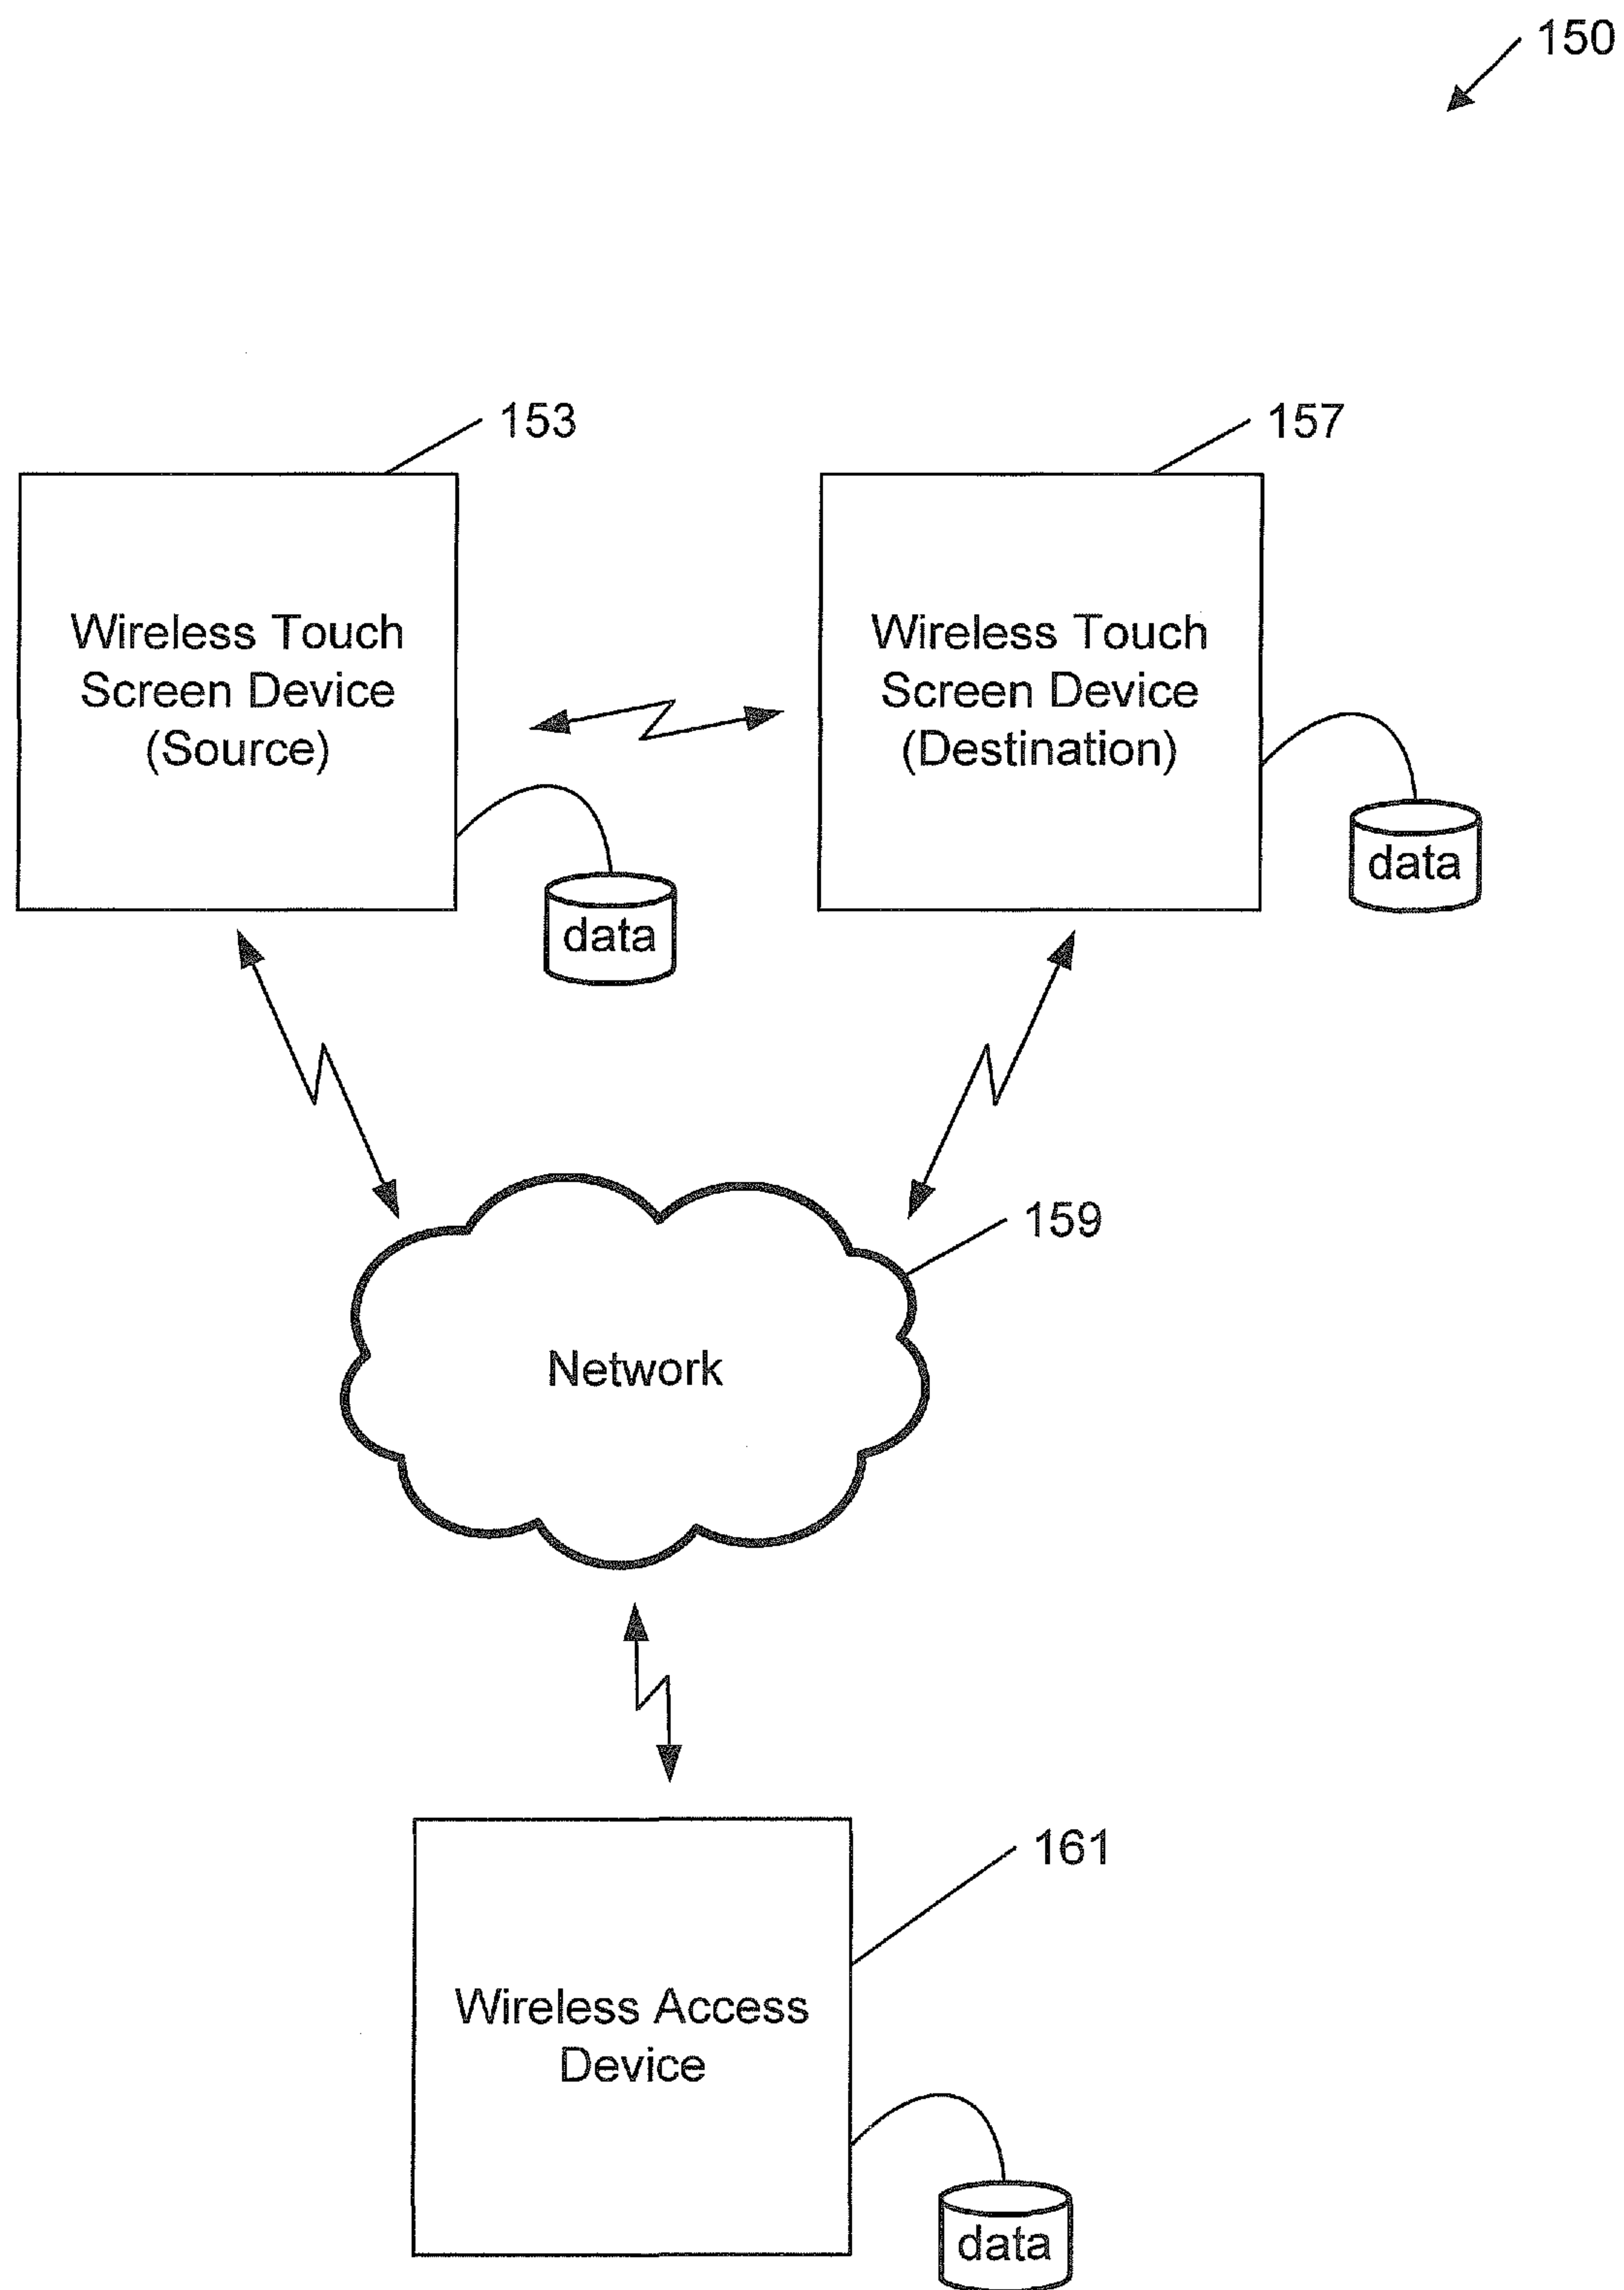 150
153
157
Wireless Touch
Screen Device
(Source)
Wireless Touch
Screen Device
(Destination)
data
data
159
Network
161
Wireless Access
Device
data